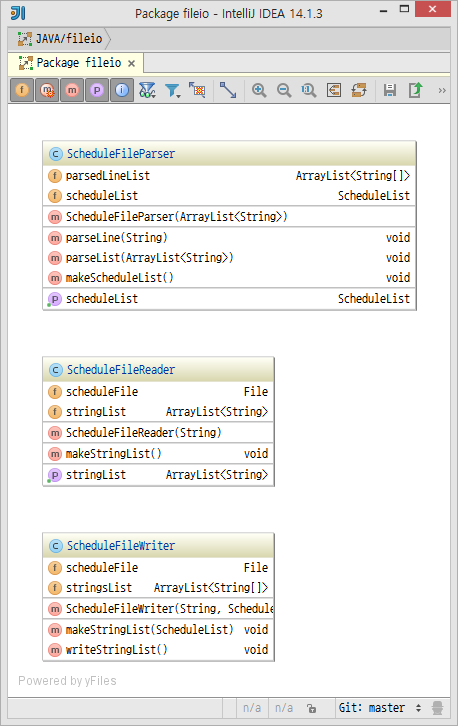 Package fileio - IntelliJ IDEA 14.1.3
JAVA/fileio
Package fileio
ScheduleFileParser
parsedLineList ArrayList<String[]>
scheduleList ScheduleList
ScheduleFileParser(ArrayList<String>)
parseLine(String) void
parseList(ArrayList<String>) void
makeScheduleList() void
scheduleList ScheduleList
ScheduleFileReader
scheduleFile File
stringList ArrayList<String>
ScheduleFileReader(String)
makeStringList() void
stringList ArrayList<String>
ScheduleFileWriter
scheduleFile File
stringsList ArrayList<String[]>
ScheduleFileWriter(String, Schedule
makeStringList(ScheduleList) void
writeStringList() void
Powered by yFiles
n/a n/a Git: master